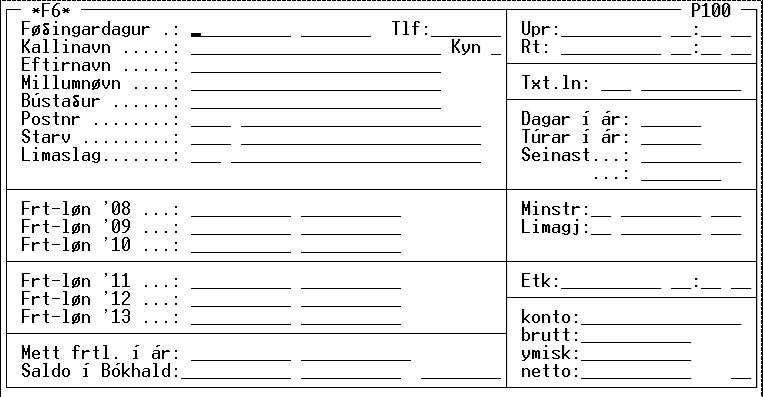 *F6* P100
Føðingardagur .: Tlf:
Kallinavn .....: Kyn
Eftirnavn .....:
Millumnøvn ....:
Bústaður ......:
Postnr ........:
Starv .........:
Limaslag.......:
Frt-løn '08 ...:
Frt-løn '09 ...:
Frt-løn '10 ...:
Frt-løn '11 ...:
Frt-løn '12 ...:
Frt-løn '13 ...:
Mett frtl. í ár:
Saldo í Bókhald:
Upr: :
Rt: :
Txt.ln:
Dagar í ár:
Túrar í ár:
Seinast...:
...:
Minstr:
Limagj:
Etk: :
konto:
brutt:
ymisk:
netto: